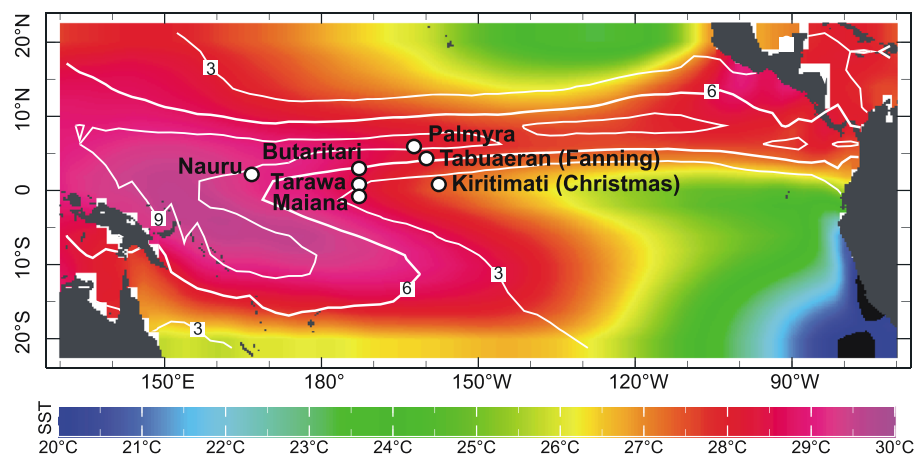 20°N
10°N
0
10°S
20°S
3
6
Palmyra
Butaritari
Tabuaeran (Fanning)
Nauru
Tarawa
Kiritimati (Christmas)
Maiana
9
3
6
3
150°E
180°
150°W
120°W
90°W
SST
20°C 21°C 22°C 23°C 24°C 25°C 26°C 27°C 28°C 29°C 30°C